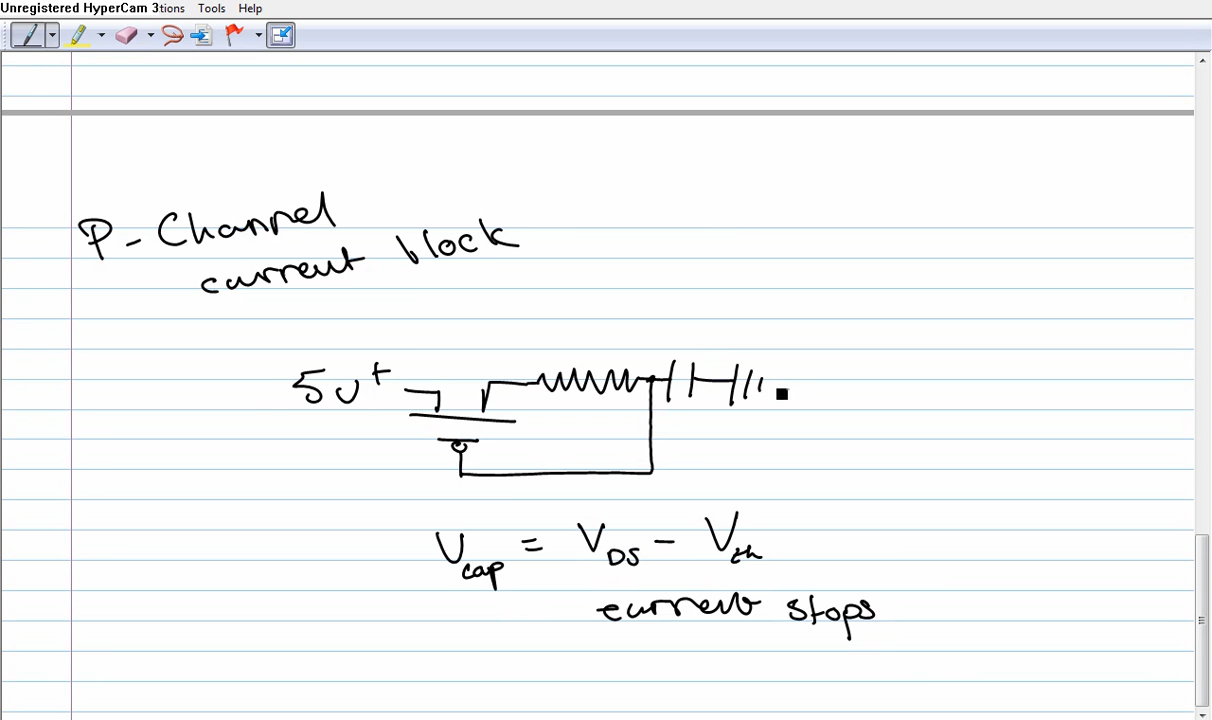 Unregistered HyperCam 3tions Tools Help
P - Channel
current block
5v+
Vcap = VDS - Vth
current stops